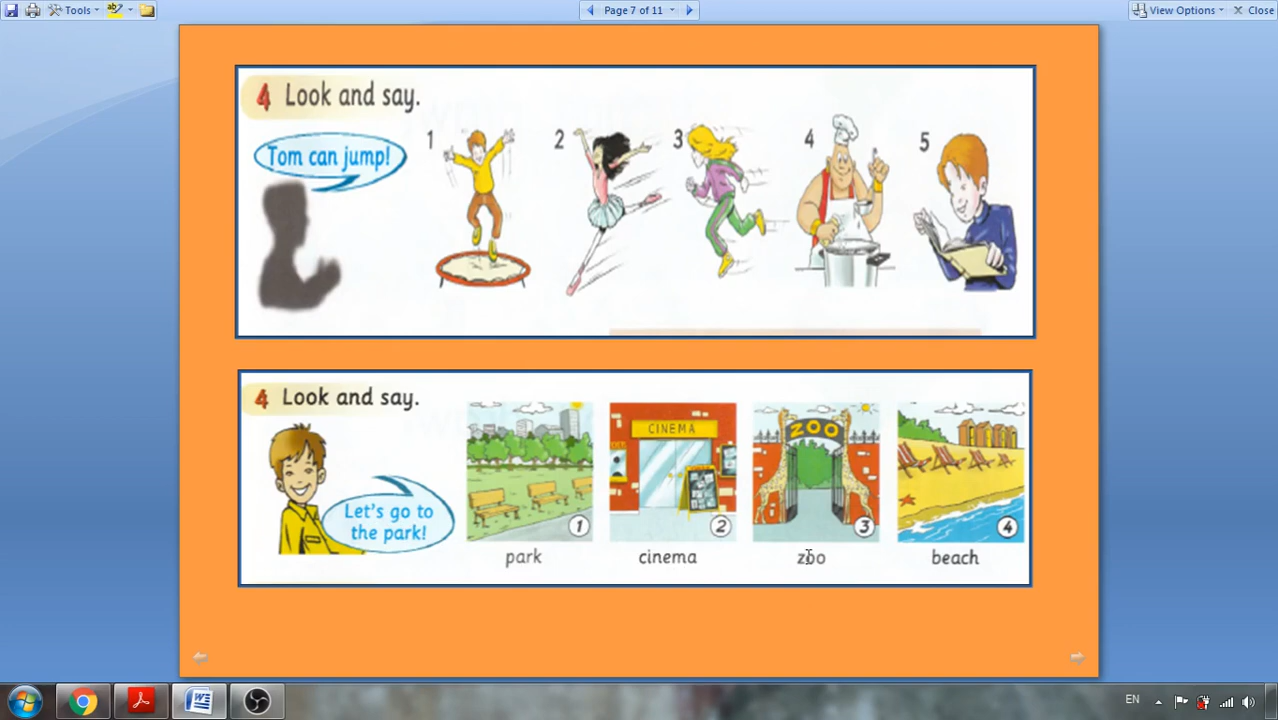 Tools
Page 7 of 11
View Options
Close
4 Look and say.
Tom can jump!
1
2
3
4
5
4 Look and say.
Let's go to
the park!
CINEMA
ZOO
1
2
3
4
park
cinema
zoo
beach
EN